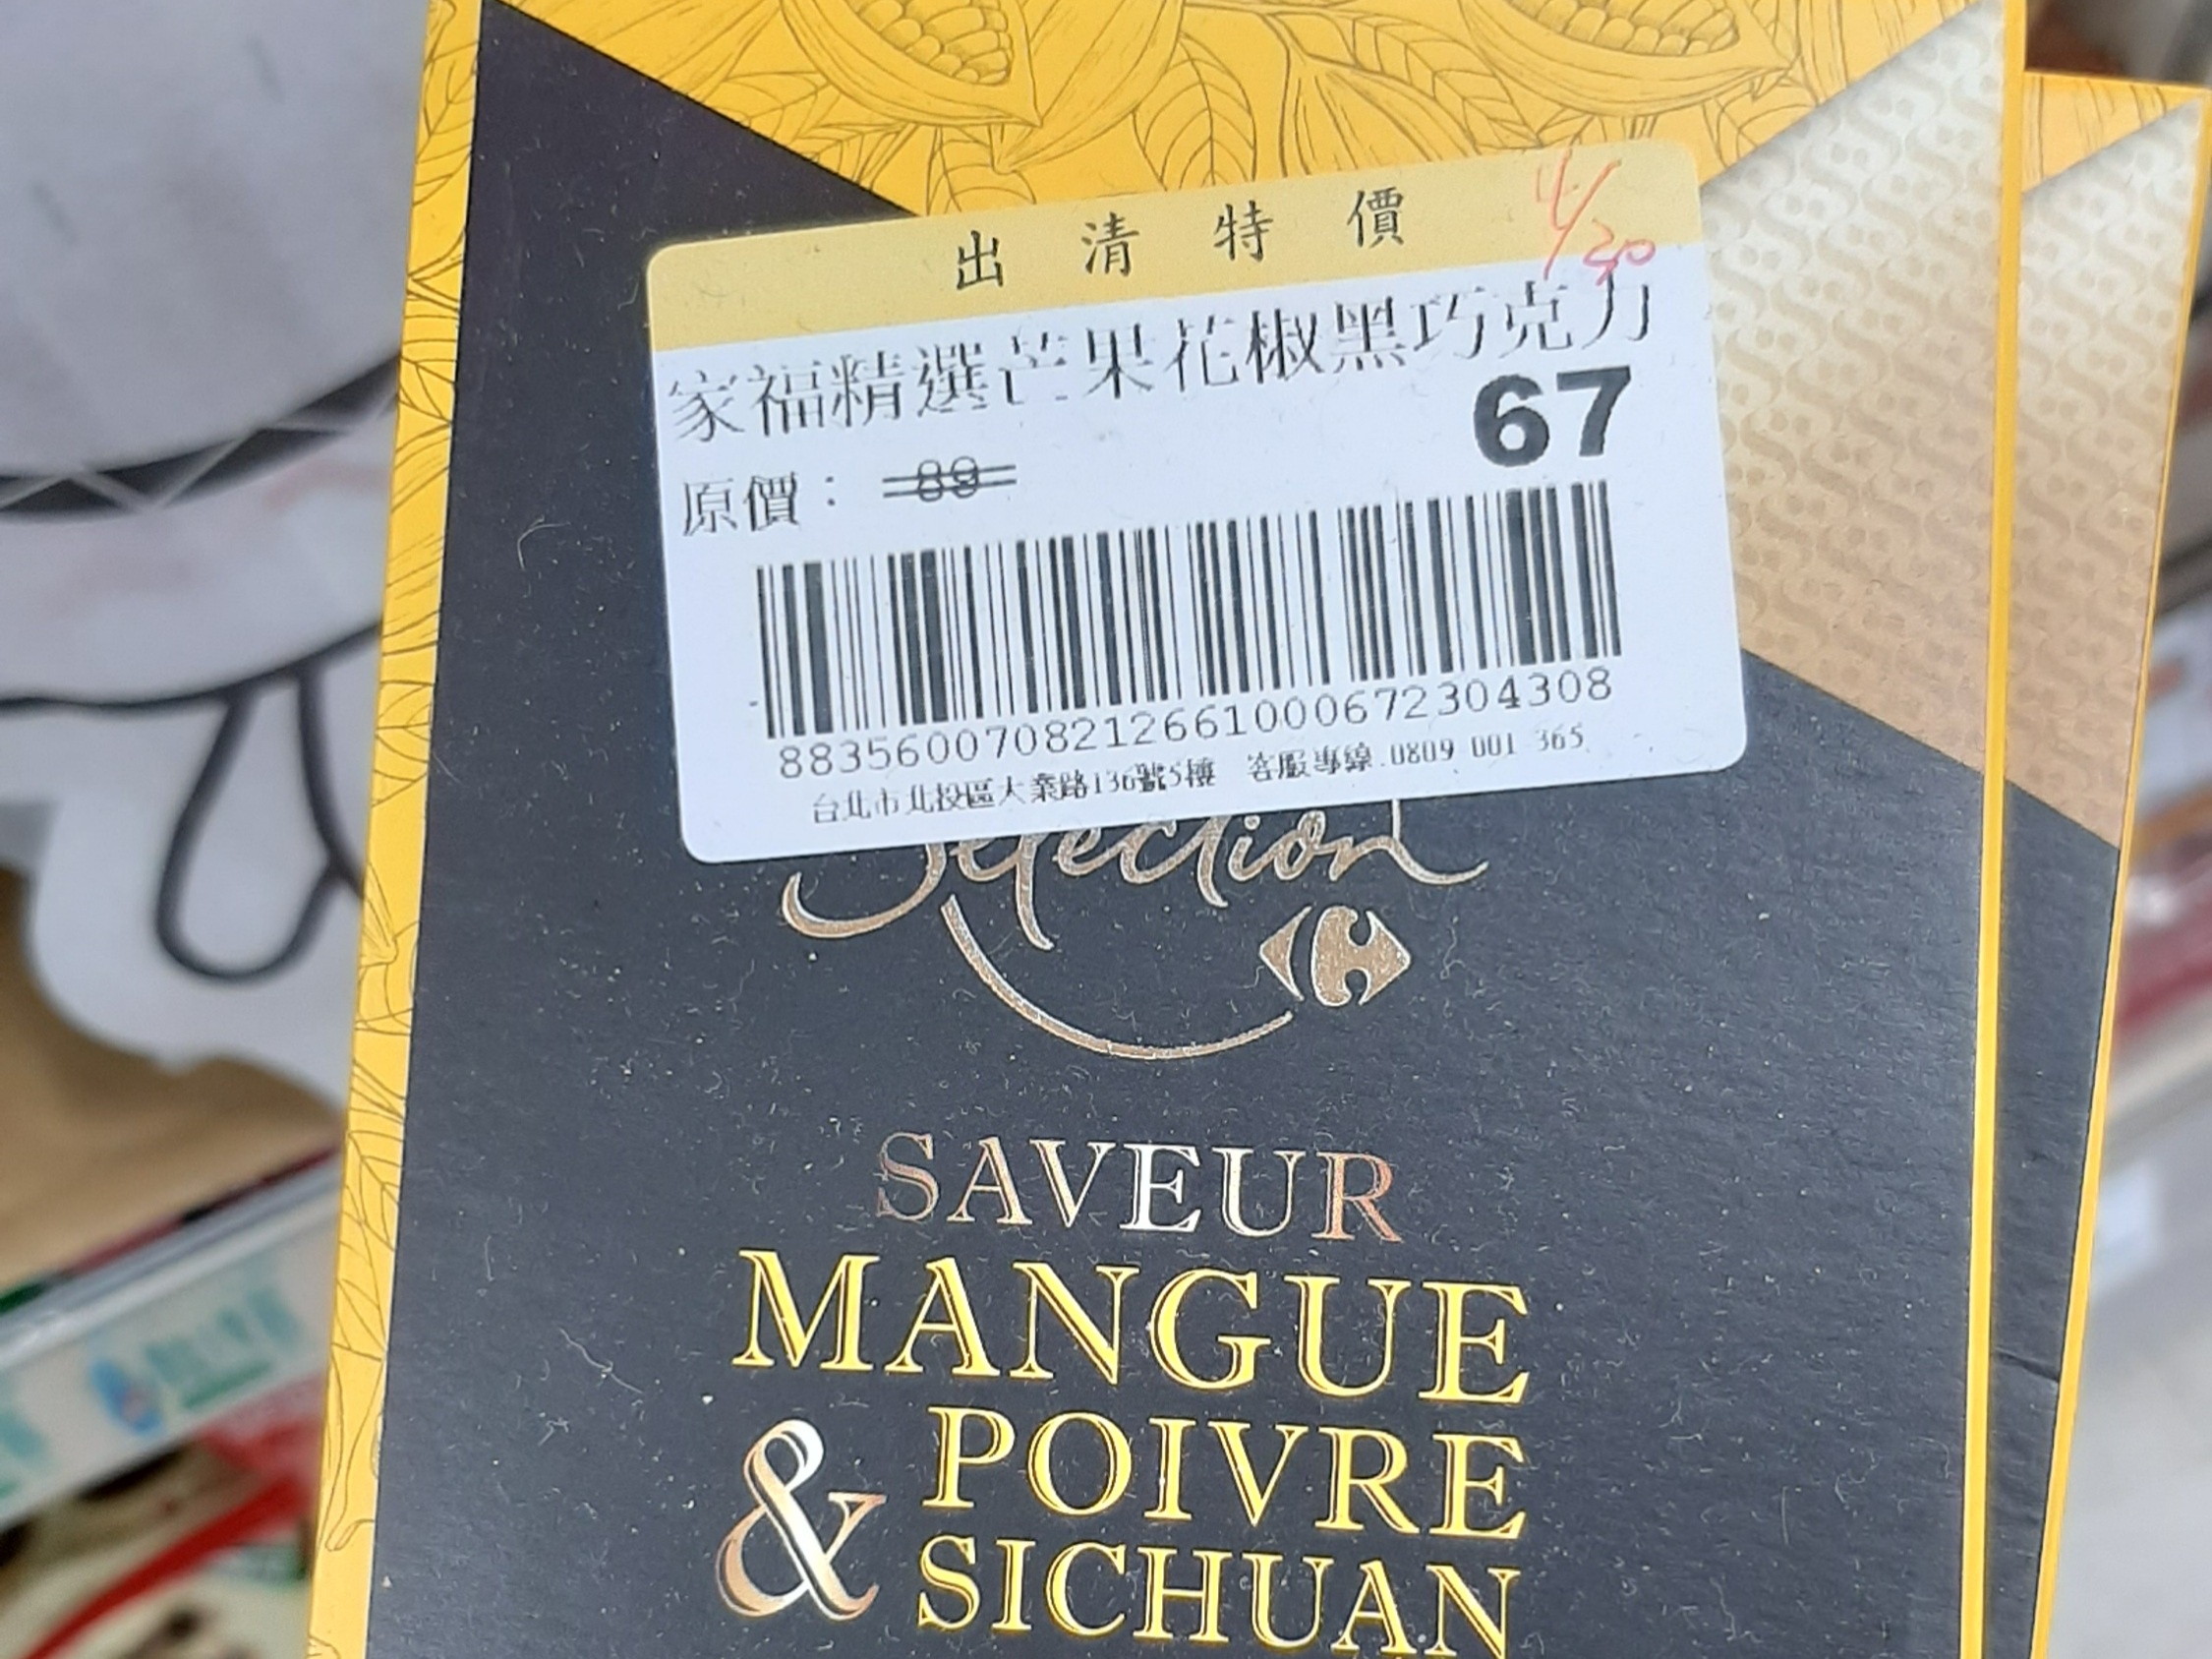 出清特價 4/30
家福精選芒果花椒黑巧克力
原價： 89 67
8835600708212661000672304308
台北市北投區大業路136號5樓 客服專線:0809 001 365
Selection
SAVEUR
MANGUE
& POIVRE
SICHUAN